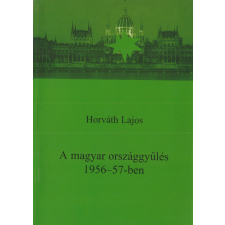 Horváth Lajos
A magyar országgyűlés
1956–57-ben